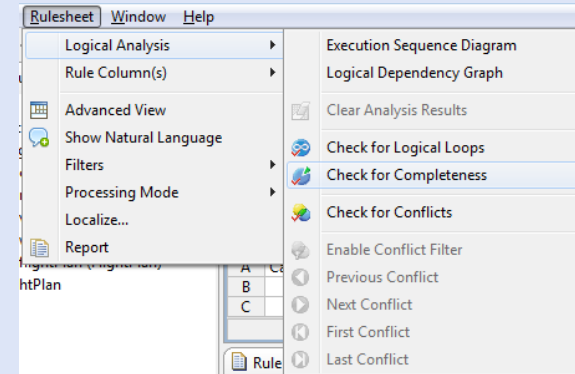 Rulesheet Window Help
Logical Analysis
Rule Column(s)
Advanced View
Show Natural Language
Filters
Processing Mode
Localize...
Report
Execution Sequence Diagram
Logical Dependency Graph
Clear Analysis Results
Check for Logical Loops
Check for Completeness
Check for Conflicts
Enable Conflict Filter
Previous Conflict
Next Conflict
First Conflict
Last Conflict
htPlan
A
B
C
Rule